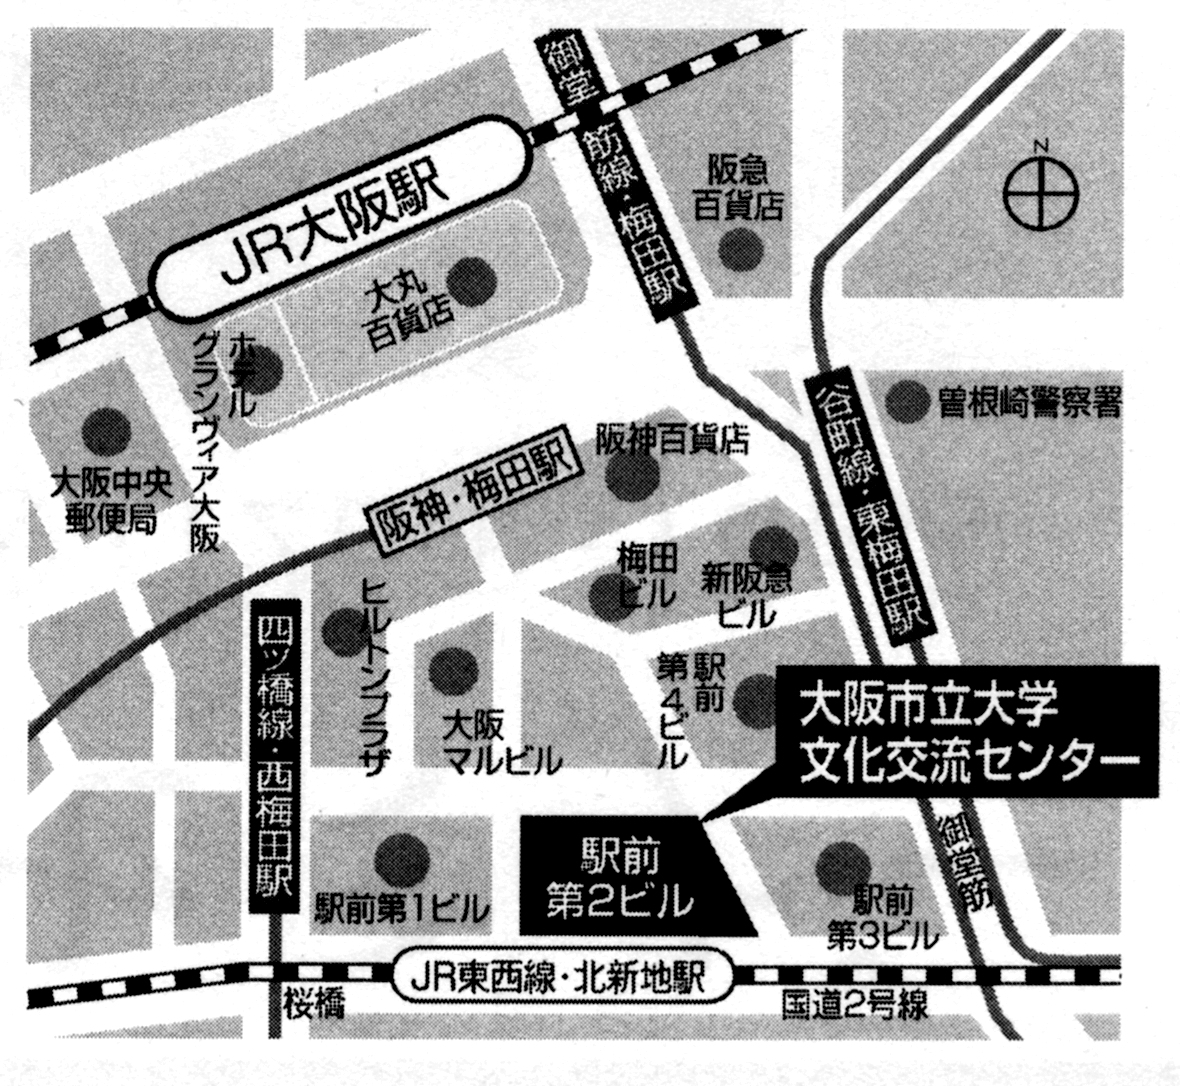 御堂筋線・梅田駅
N
阪急
百貨店
JR大阪駅
大丸
百貨店
ホテル
グランヴィア大阪
谷町線・東梅田駅
曽根崎警察署
阪神百貨店
大阪中央
郵便局
阪神・梅田駅
梅田
ビル
新阪急
ビル
ヒルトンプラザ
四ツ橋線・西梅田駅
駅前
第4ビル
大阪
マルビル
大阪市立大学
文化交流センター
御堂筋
駅前
第2ビル
駅前第1ビル
駅前
第3ビル
JR東西線・北新地駅
桜橋
国道2号線